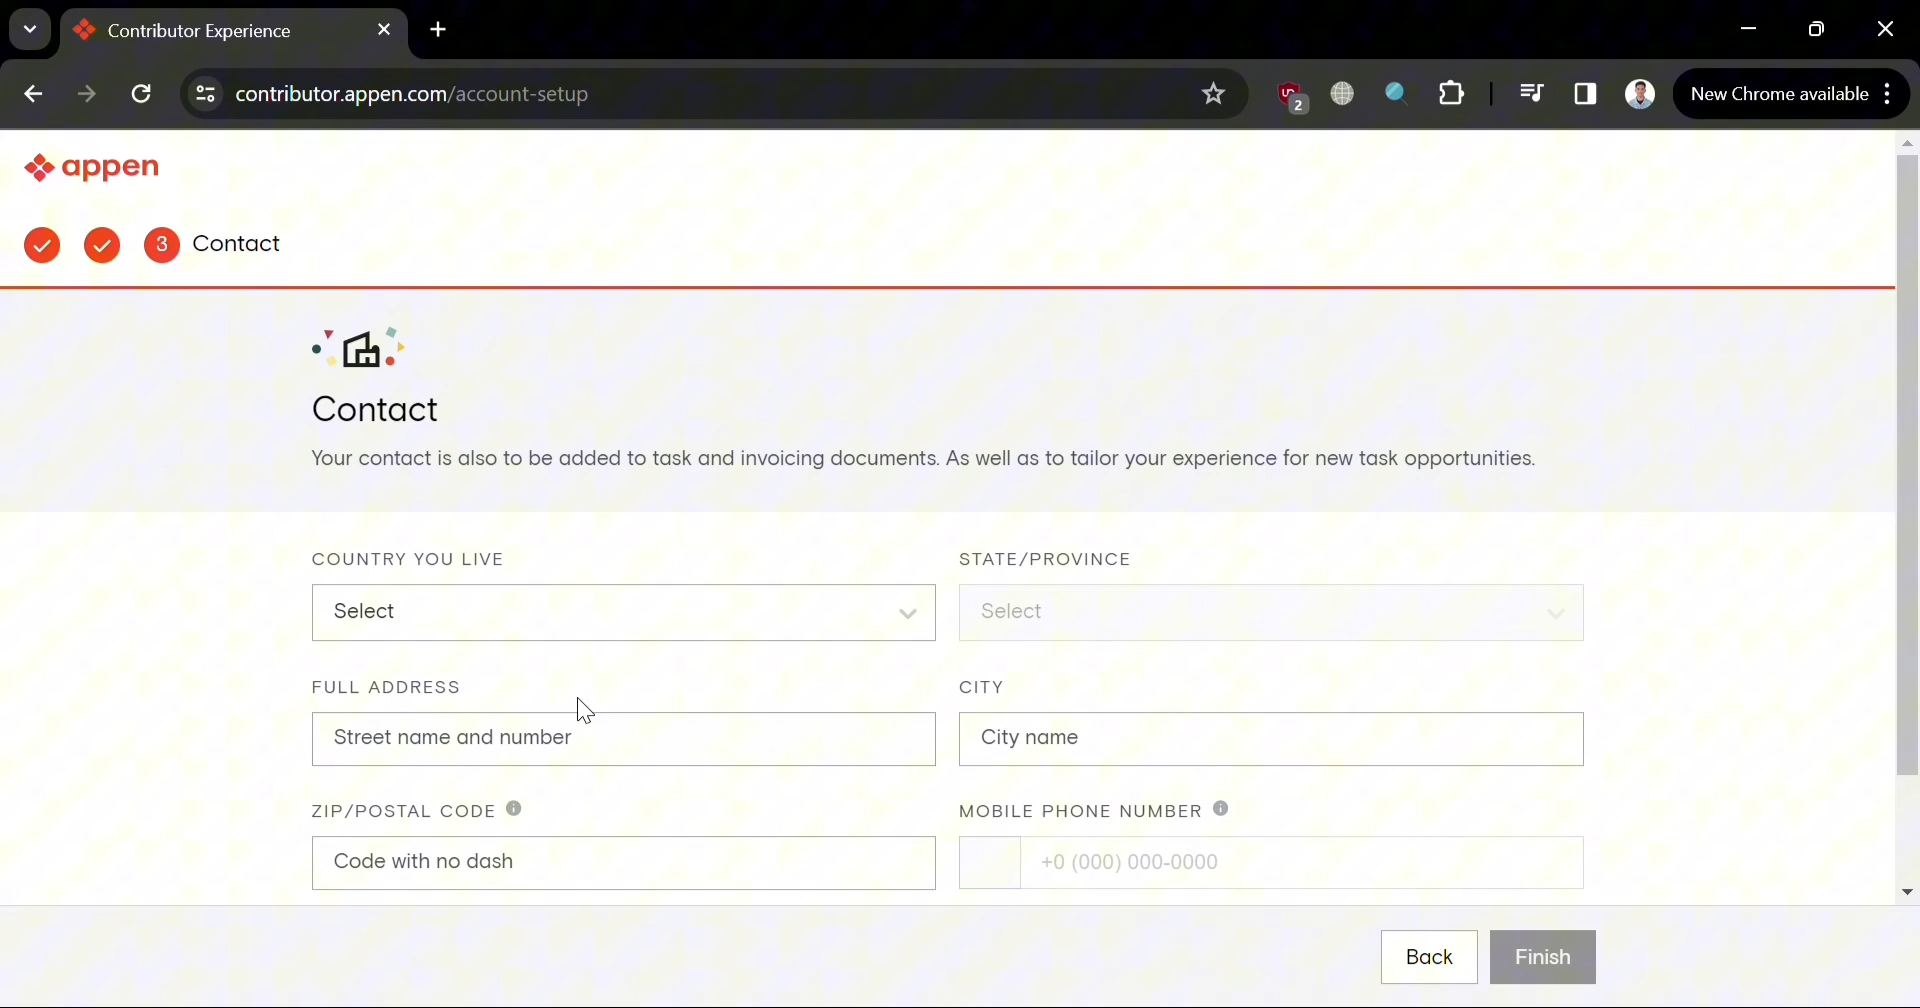 Contributor Experience
contributor.appen.com/account-setup
2
New Chrome available
appen
3 Contact
Contact
Your contact is also to be added to task and invoicing documents. As well as to tailor your experience for new task opportunities.
COUNTRY YOU LIVE
STATE/PROVINCE
Select
Select
FULL ADDRESS
CITY
Street name and number
City name
ZIP/POSTAL CODE
MOBILE PHONE NUMBER
Code with no dash
+0 (000) 000-0000
Back
Finish